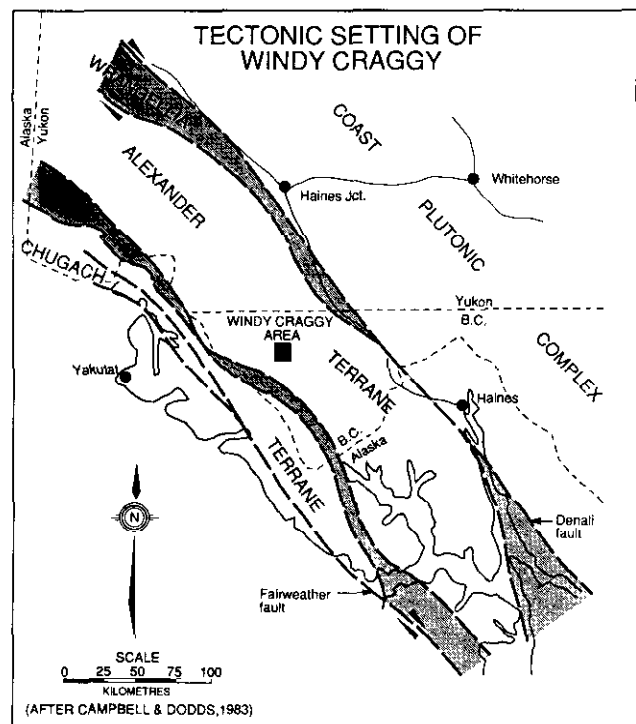 TECTONIC SETTING OF
WINDY CRAGGY
COAST
Alaska
Yukon
ALEXANDER
Whitehorse
Haines Jct.
PLUTONIC
CHUGACH
Yukon
B.C.
WINDY CRAGGY
AREA
COMPLEX
Yakutat
TERRANE
Haines
B.C.
Alaska
TERRANE
N
Denali
fault
Fairweather
fault
SCALE
0 25 50 75 100
KILOMETRES
(AFTER CAMPBELL & DODDS,1983)